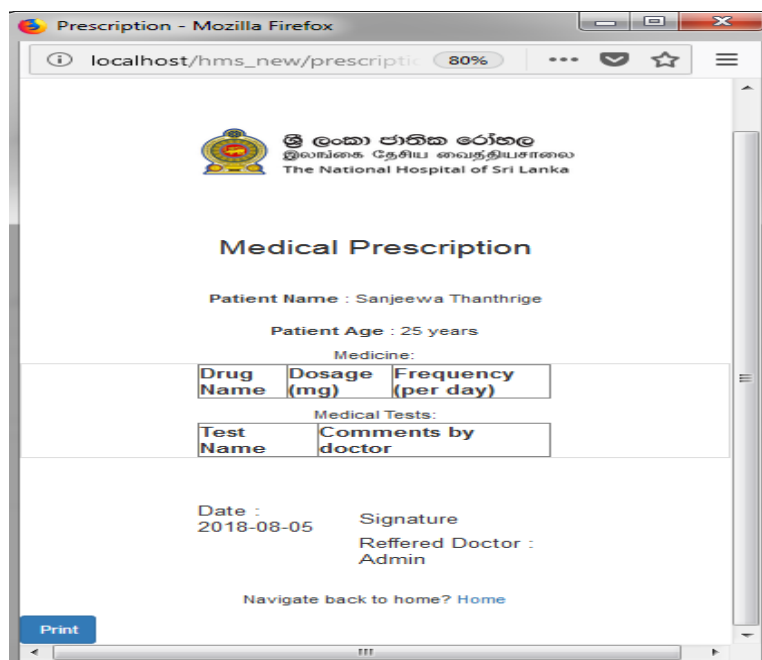 Prescription - Mozilla Firefox
localhost/hms_new/prescriptic 80%
ශ්‍රී ලංකා ජාතික රෝහල
இலங்கை தேசிய வைத்தியசாலை
The National Hospital of Sri Lanka
Medical Prescription
Patient Name : Sanjeewa Thanthrige
Patient Age : 25 years
Medicine:
Drug Dosage Frequency
Name (mg) (per day)
Medical Tests:
Test Comments by
Name doctor
Date :
2018-08-05
Signature
Reffered Doctor :
Admin
Navigate back to home? Home
Print